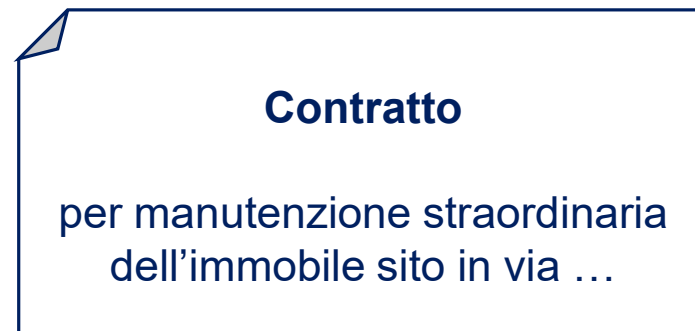 Contratto
per manutenzione straordinaria
dell’immobile sito in via …